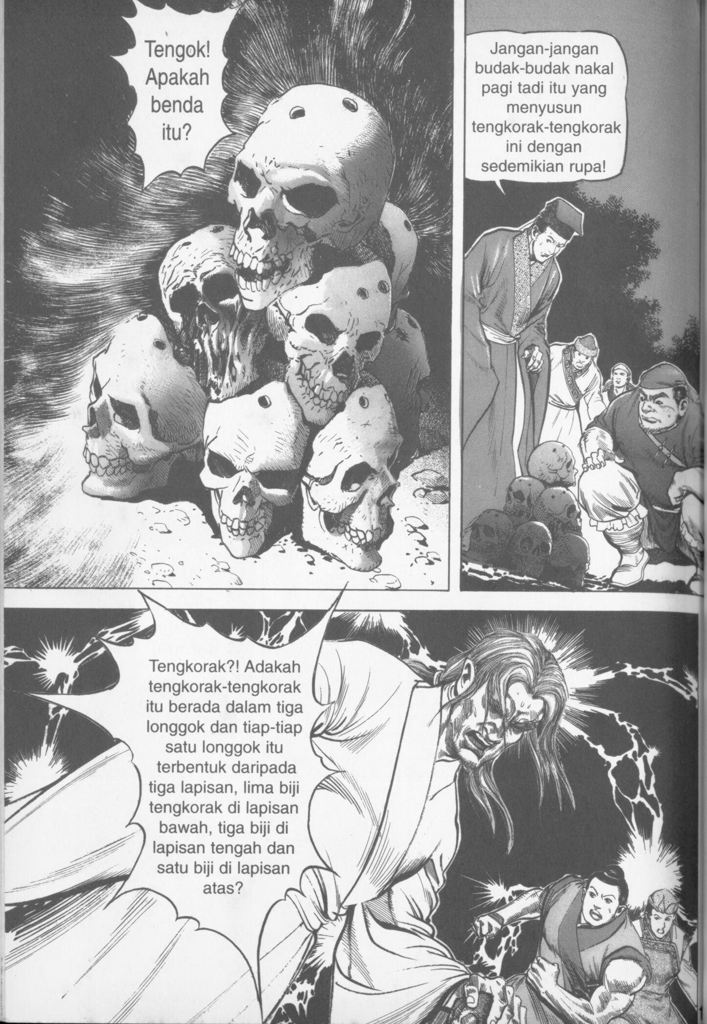 Tengok!
Apakah
benda
itu?
Jangan-jangan
budak-budak nakal
pagi tadi itu yang
menyusun
tengkorak-tengkorak
ini dengan
sedemikian rupa!
Tengkorak?! Adakah
tengkorak-tengkorak
itu berada dalam tiga
longgok dan tiap-tiap
satu longgok itu
terbentuk daripada
tiga lapisan, lima biji
tengkorak di lapisan
bawah, tiga biji di
lapisan tengah dan
satu biji di lapisan
atas?